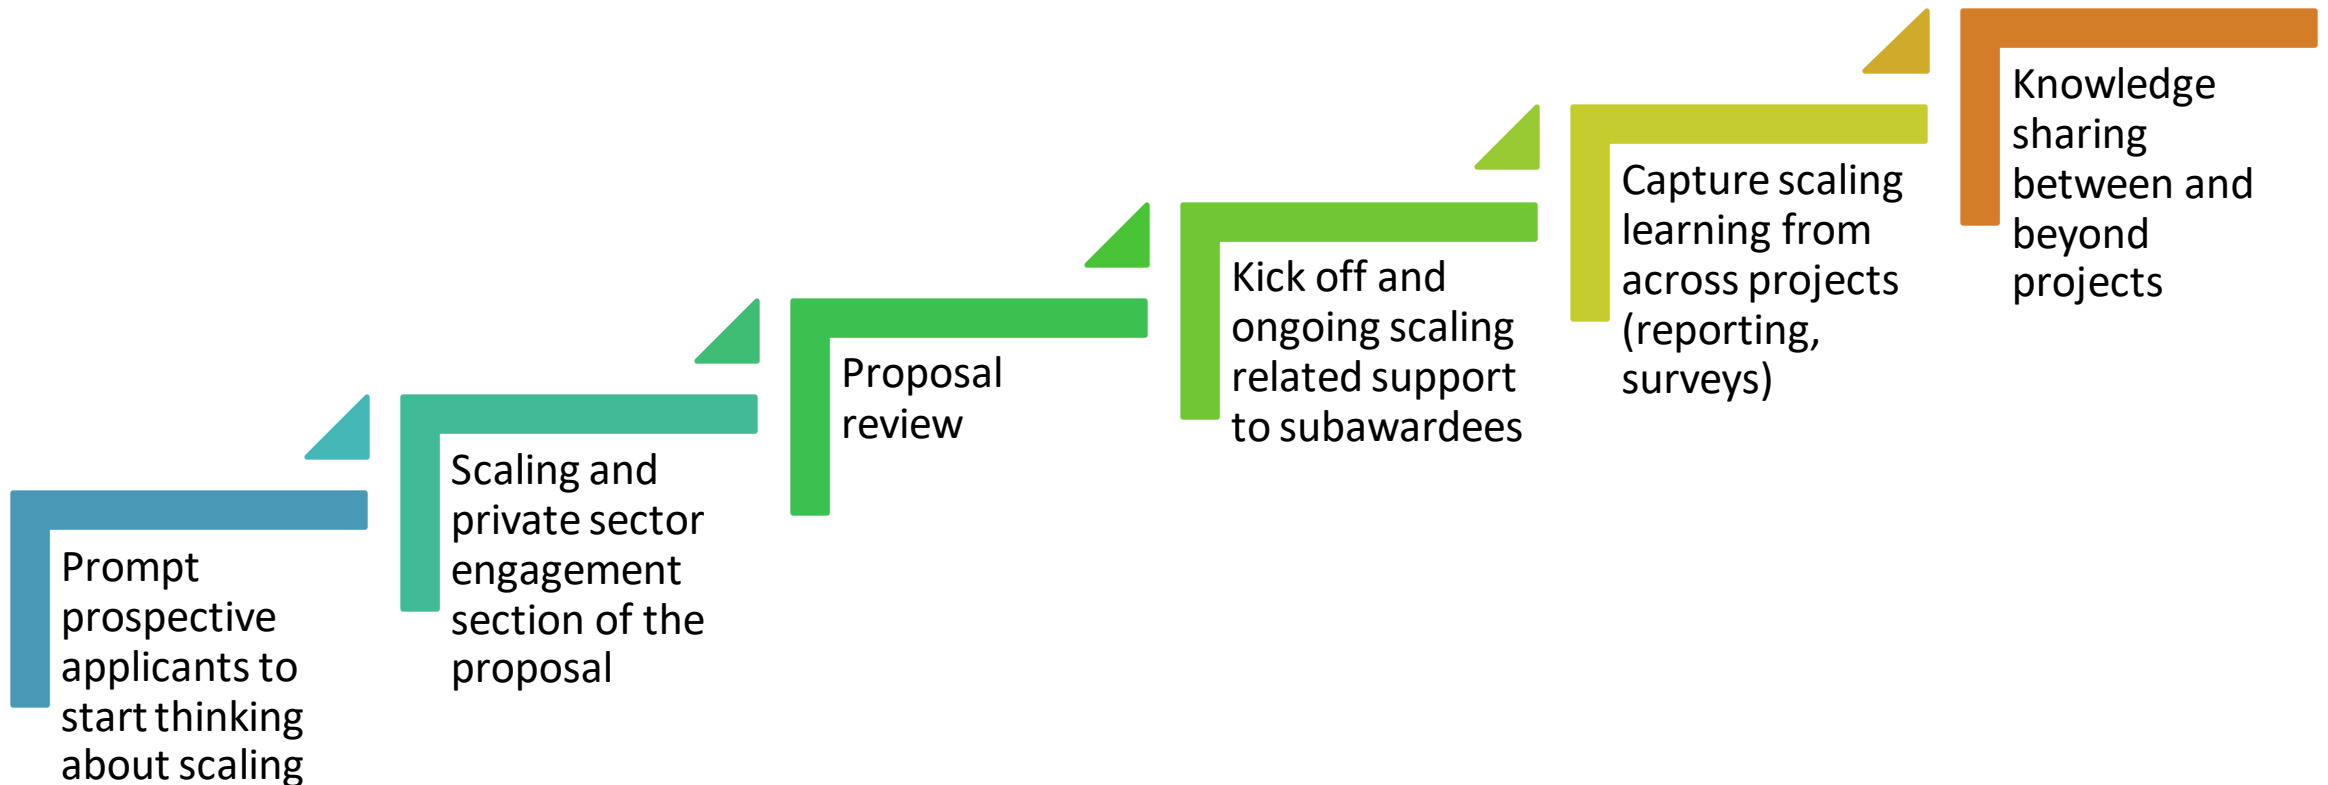 Prompt
prospective
applicants to
start thinking
about scaling
Scaling and
private sector
engagement
section of the
proposal
Proposal
review
Kick off and
ongoing scaling
related support
to subawardees
Capture scaling
learning from
across projects
(reporting,
surveys)
Knowledge
sharing
between and
beyond
projects